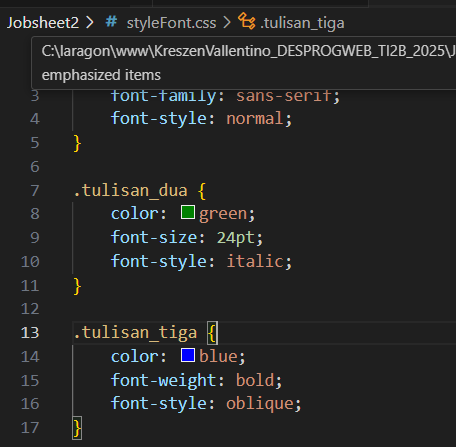 Jobsheet2 > # styleFont.css > .tulisan_tiga
C:\laragon\www\KreszenVallentino_DESPROGWEB_TI2B_2025\J
emphasized items
3 font-family: sans-serif;
4 font-style: normal;
5 }
6
7 .tulisan_dua {
8 color: green;
9 font-size: 24pt;
10 font-style: italic;
11 }
12
13 .tulisan_tiga {
14 color: blue;
15 font-weight: bold;
16 font-style: oblique;
17 }